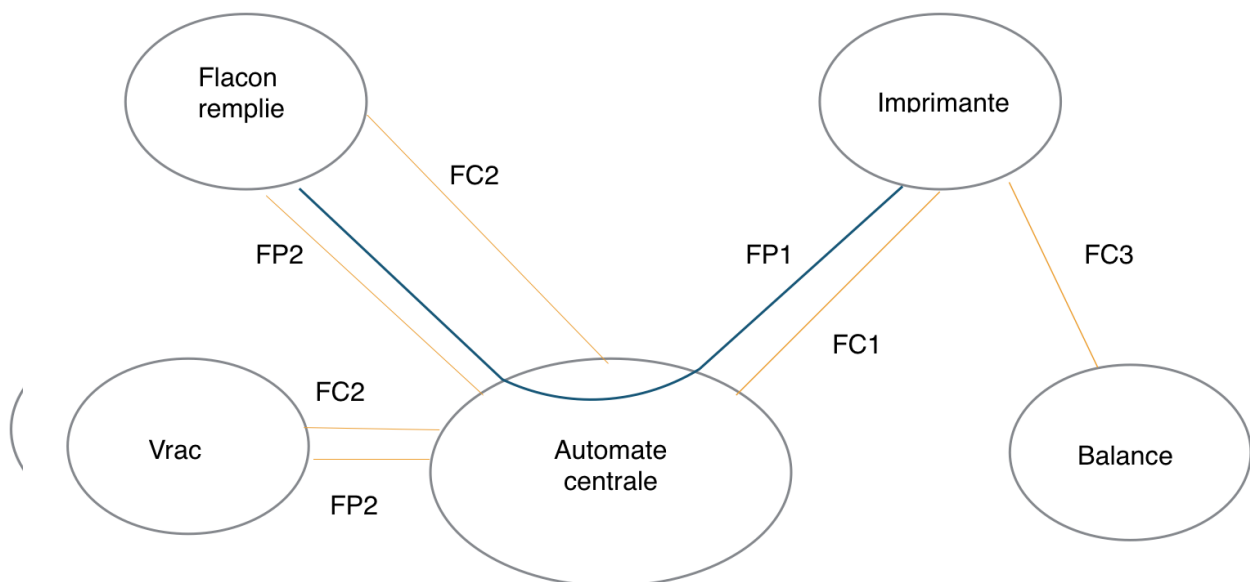 Flacon
remplie
Imprimante
FC2
FP2
FP1
FC3
FC1
FC2
Vrac
Automate
centrale
Balance
FP2